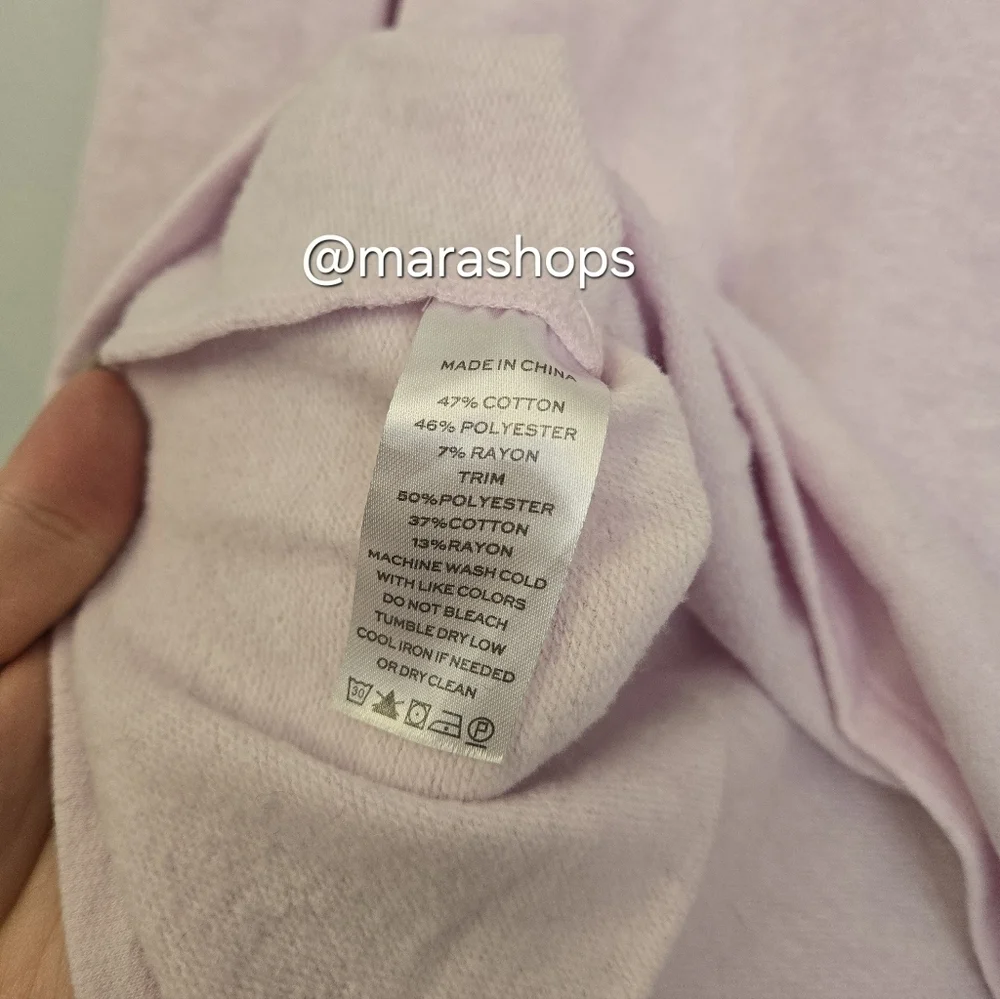 @marashops
MADE IN CHINA
47% COTTON
46% POLYESTER
7% RAYON
TRIM
50%POLYESTER
37%COTTON
13%RAYON
MACHINE WASH COLD
WITH LIKE COLORS
DO NOT BLEACH
TUMBLE DRY LOW
COOL IRON IF NEEDED
OR DRY CLEAN
30 P